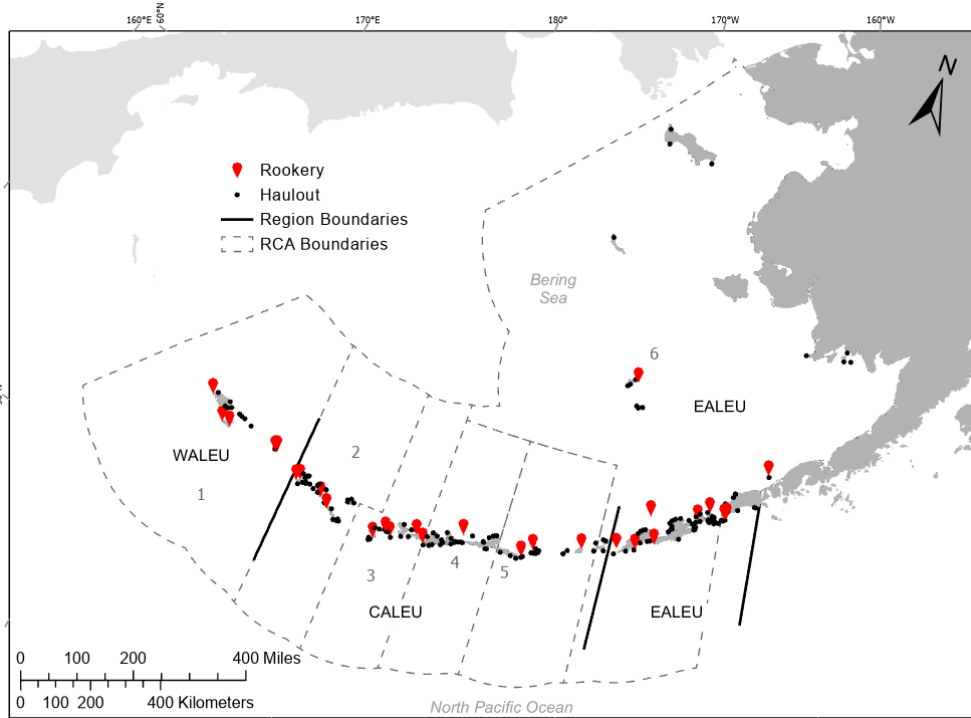 160°E 60°N 170°E 180° 170°W 160°W
N
Rookery
Haulout
Region Boundaries
RCA Boundaries
Bering
Sea
6
EALEU
2
WALEU
1
3
4
5
CALEU
EALEU
0 100 200 400 Miles
0 100 200 400 Kilometers
North Pacific Ocean